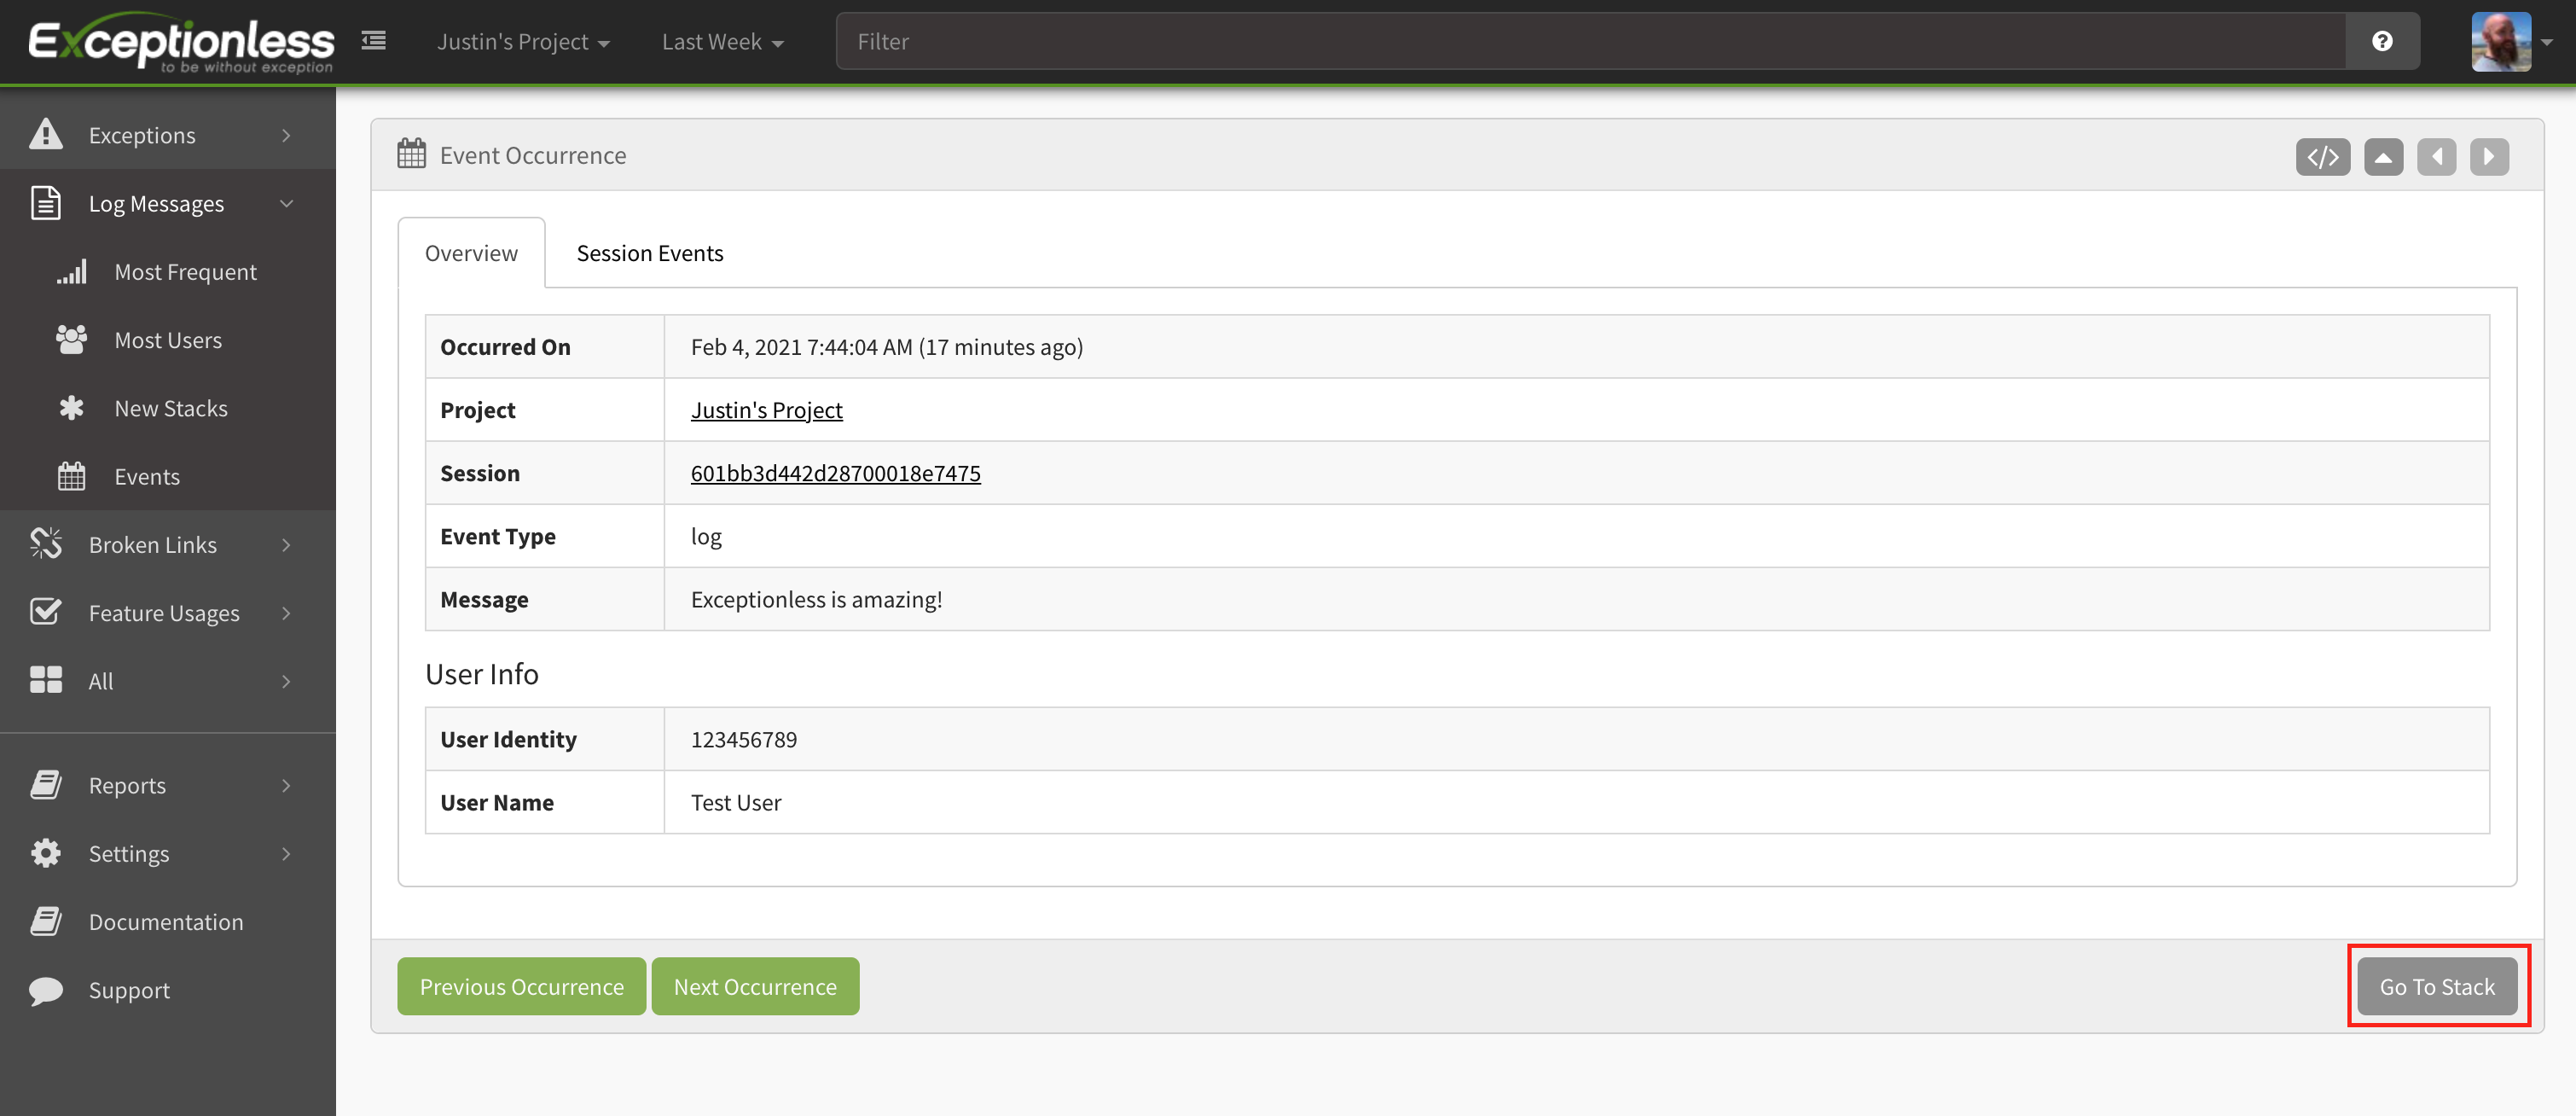 Exceptionless
to be without exception
Justin's Project
Last Week
Filter
Exceptions
Log Messages
Most Frequent
Most Users
New Stacks
Events
Broken Links
Feature Usages
All
Reports
Settings
Documentation
Support
Event Occurrence
</>
Overview
Session Events
Occurred On Feb 4, 2021 7:44:04 AM (17 minutes ago)
Project Justin's Project
Session 601bb3d442d28700018e7475
Event Type log
Message Exceptionless is amazing!
User Info
User Identity 123456789
User Name Test User
Previous Occurrence Next Occurrence Go To Stack